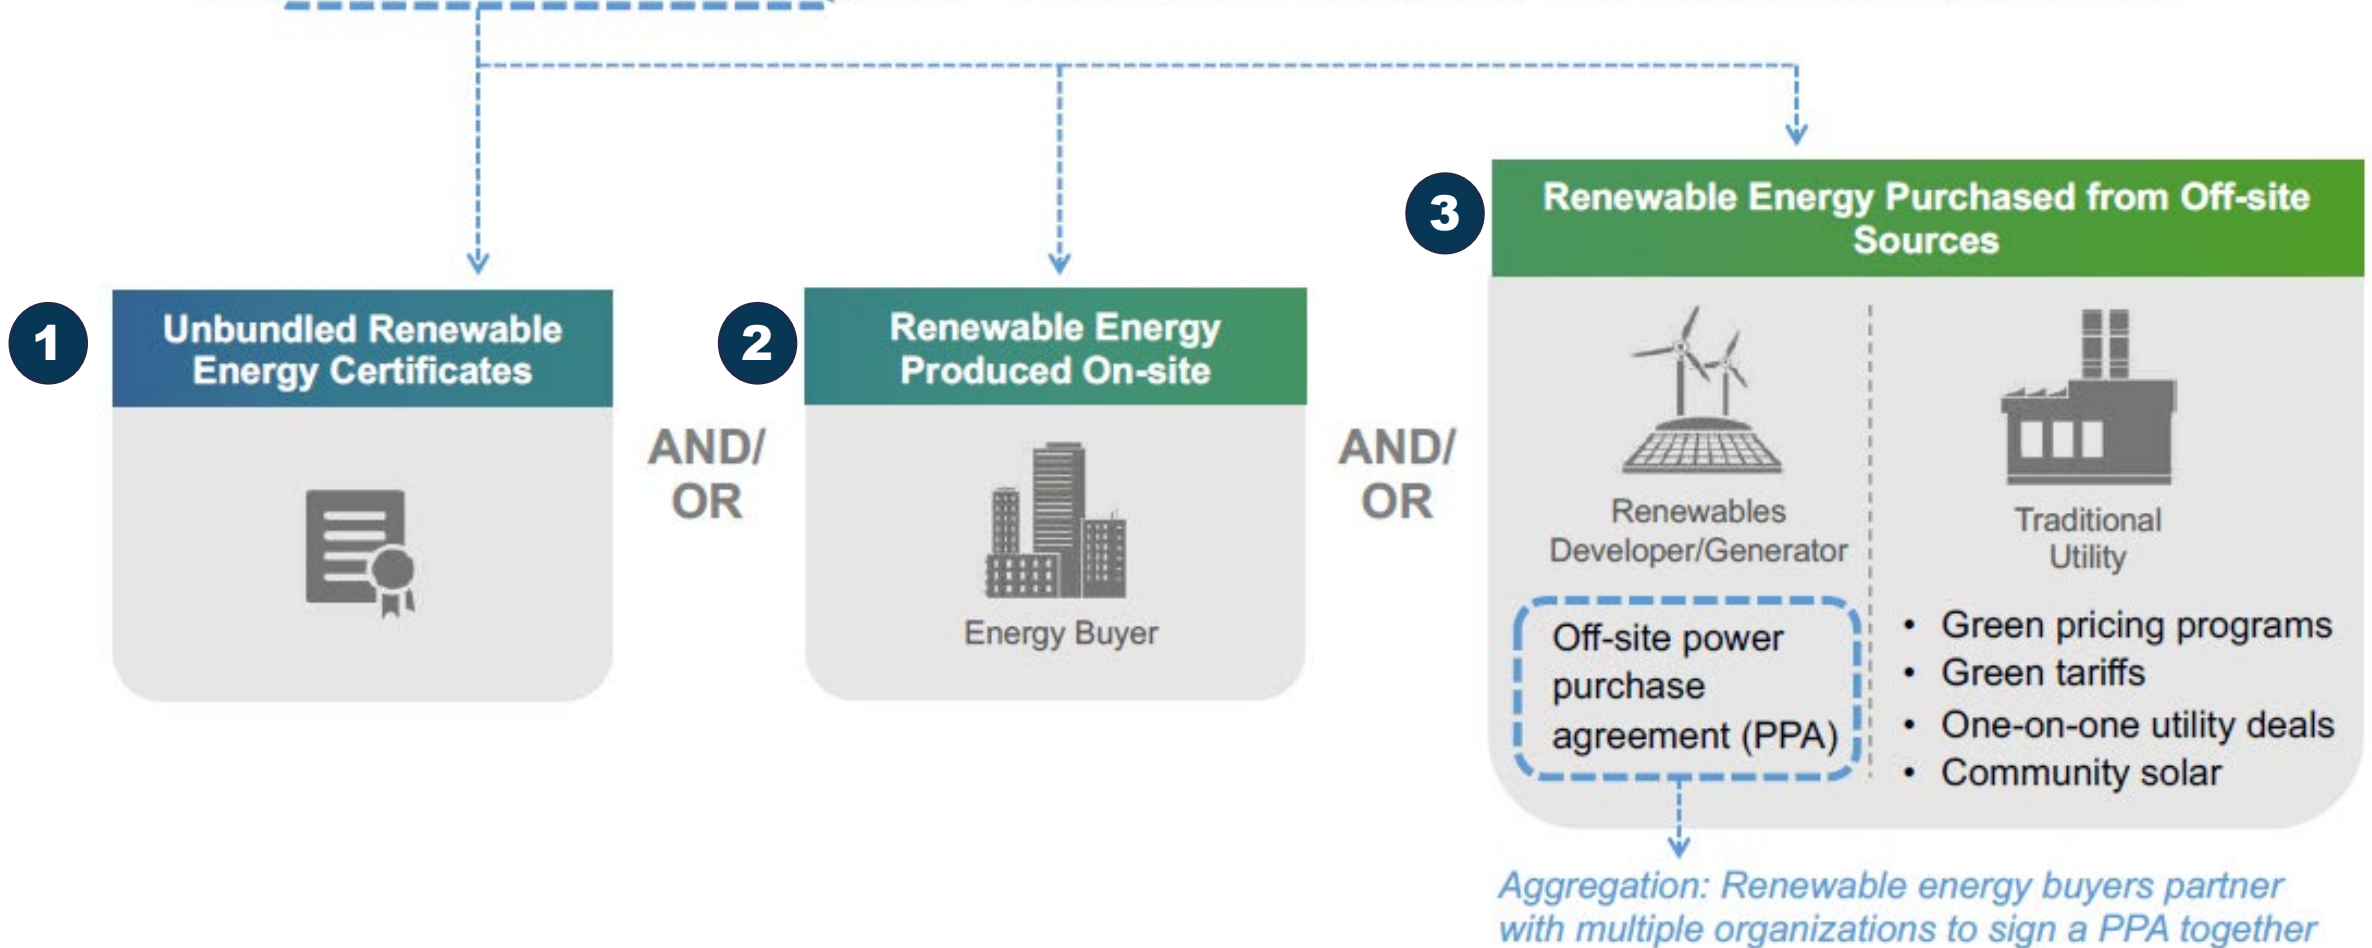 1
Unbundled Renewable
Energy Certificates
AND/
OR
2
Renewable Energy
Produced On-site
Energy Buyer
AND/
OR
3
Renewable Energy Purchased from Off-site
Sources
Renewables
Developer/Generator
Off-site power
purchase
agreement (PPA)
Traditional
Utility
• Green pricing programs
• Green tariffs
• One-on-one utility deals
• Community solar
Aggregation: Renewable energy buyers partner
with multiple organizations to sign a PPA together